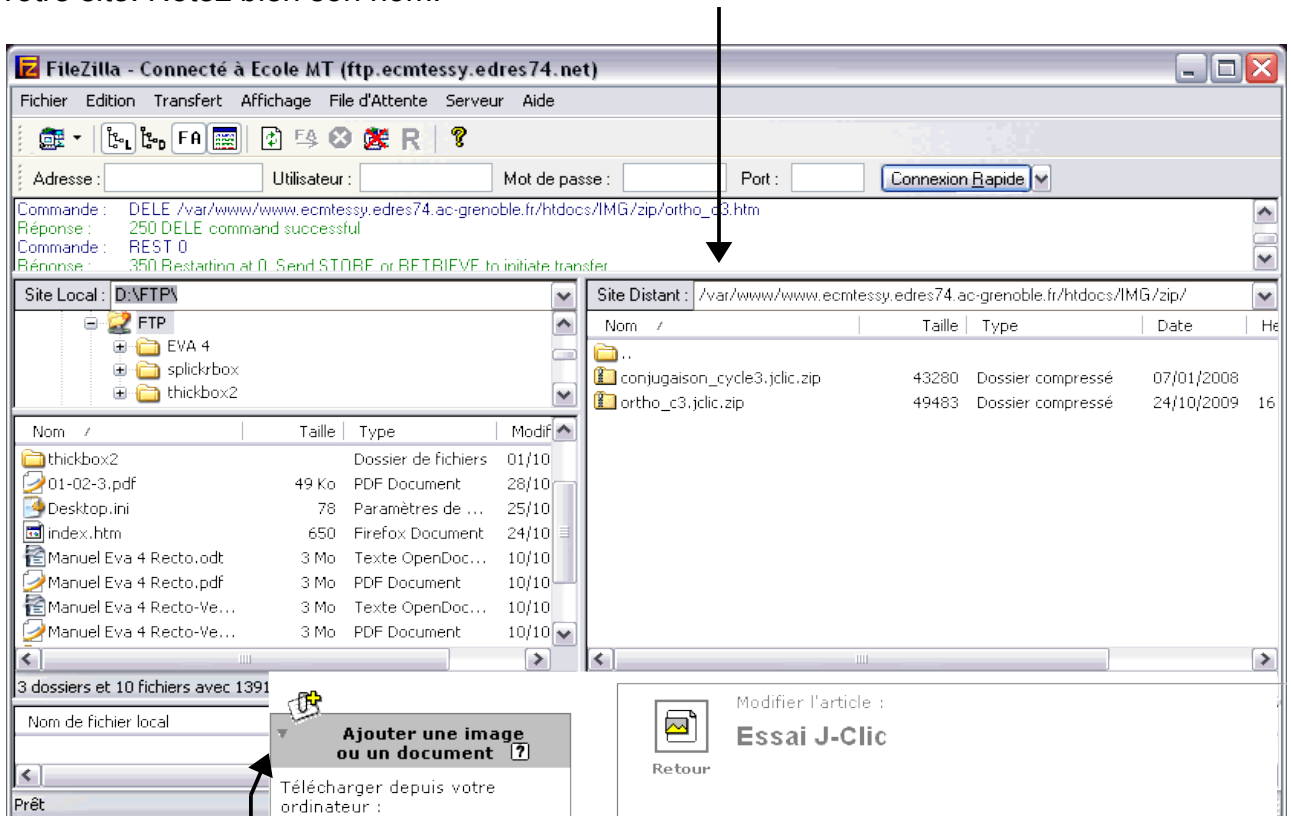 votre site. Notez bien son nom.
FileZilla - Connecté à Ecole MT (ftp.ecmtessy.edres74.net)
Fichier Edition Transfert Affichage File d'Attente Serveur Aide
Adresse : Utilisateur : Mot de passe : Port : Connexion Rapide
Commande : DELE /var/www/www.ecmtessy.edres74.ac-grenoble.fr/htdocs/IMG/zip/ortho_c3.htm
Réponse : 250 DELE command successful
Commande : REST 0
Réponse : 350 Restarting at 0. Send STORE or RETRIEVE to initiate transfer
Site Local : D:\FTP\
FTP
EVA 4
splickrbox
thickbox2
Nom Taille Type Modif
thickbox2 Dossier de fichiers 01/10
01-02-3.pdf 49 Ko PDF Document 28/10
Desktop.ini 78 Paramètres de ... 25/10
index.htm 650 Firefox Document 24/10
Manuel Eva 4 Recto.odt 3 Mo Texte OpenDoc... 10/10
Manuel Eva 4 Recto.pdf 3 Mo PDF Document 10/10
Manuel Eva 4 Recto-Ve... 3 Mo Texte OpenDoc... 10/10
Manuel Eva 4 Recto-Ve... 3 Mo PDF Document 10/10
3 dossiers et 10 fichiers avec 1391
Nom de fichier local
Prêt
Site Distant : /var/www/www.ecmtessy.edres74.ac-grenoble.fr/htdocs/IMG/zip/
Nom Taille Type Date He
..
conjugaison_cycle3.jclic.zip 43280 Dossier compressé 07/01/2008
ortho_c3.jclic.zip 49483 Dossier compressé 24/10/2009 16
Ajouter une image
ou un document ?
Télécharger depuis votre
ordinateur :
Modifier l'article :
Essai J-Clic
Retour